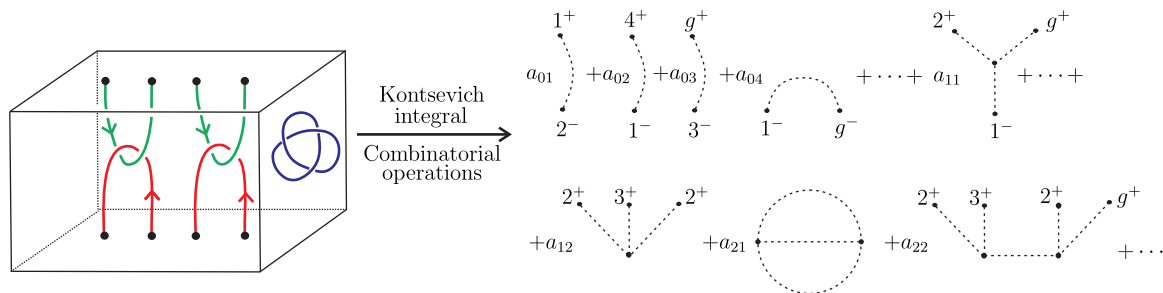 1⁺ 4⁺ g⁺ 2⁺ g⁺
Kontsevich
integral
a₀₁ +a₀₂ +a₀₃ +a₀₄ + ··· + a₁₁ + ··· +
2⁻ 1⁻ 3⁻ 1⁻ g⁻ 1⁻
Combinatorial
operations
2⁺ 3⁺ 2⁺ 2⁺ 3⁺ 2⁺ g⁺
+a₁₂ +a₂₁ +a₂₂ + ···